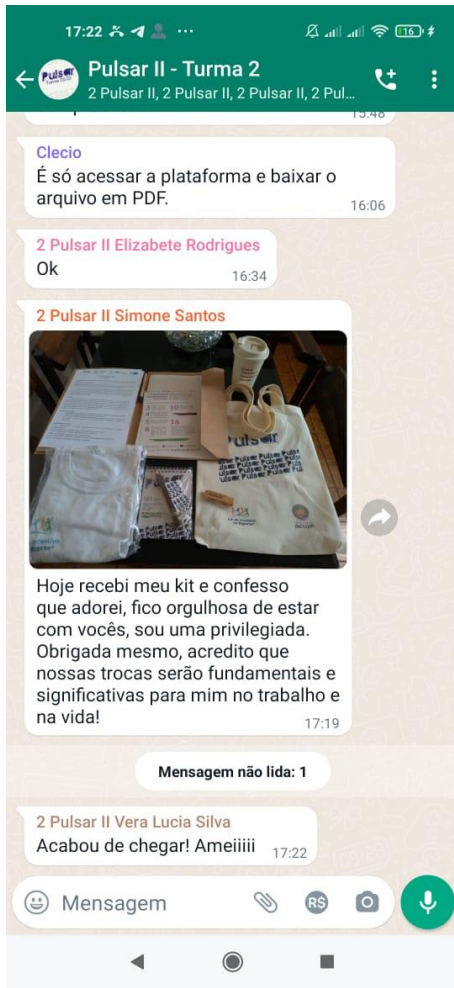 17:22
16
Pulsar II - Turma 2
2 Pulsar II, 2 Pulsar II, 2 Pulsar II, 2 Pul...
15:48
Clecio
É só acessar a plataforma e baixar o
arquivo em PDF.
16:06
2 Pulsar II Elizabete Rodrigues
Ok
16:34
2 Pulsar II Simone Santos
Pulsar
Hoje recebi meu kit e confesso
que adorei, fico orgulhosa de estar
com vocês, sou uma privilegiada.
Obrigada mesmo, acredito que
nossas trocas serão fundamentais e
significativas para mim no trabalho e
na vida!
17:19
Mensagem não lida: 1
2 Pulsar II Vera Lucia Silva
Acabou de chegar! Ameiiiii
17:22
Mensagem
R$